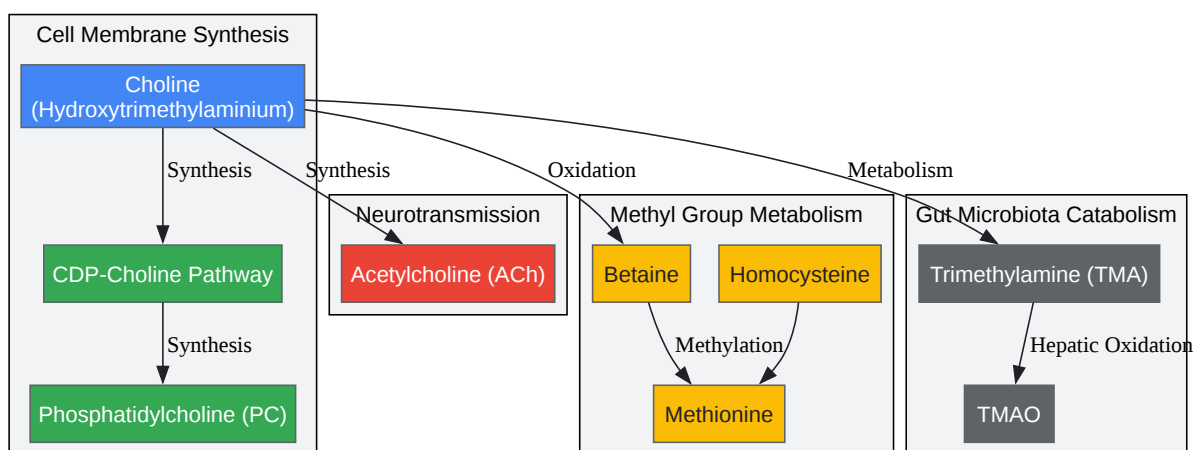 Cell Membrane Synthesis
Choline
(Hydroxytrimethylaminium)
Synthesis
Synthesis
Oxidation
Metabolism
Neurotransmission
Methyl Group Metabolism
Gut Microbiota Catabolism
CDP-Choline Pathway
Acetylcholine (ACh)
Betaine
Homocysteine
Trimethylamine (TMA)
Synthesis
Methylation
Hepatic Oxidation
Phosphatidylcholine (PC)
Methionine
TMAO